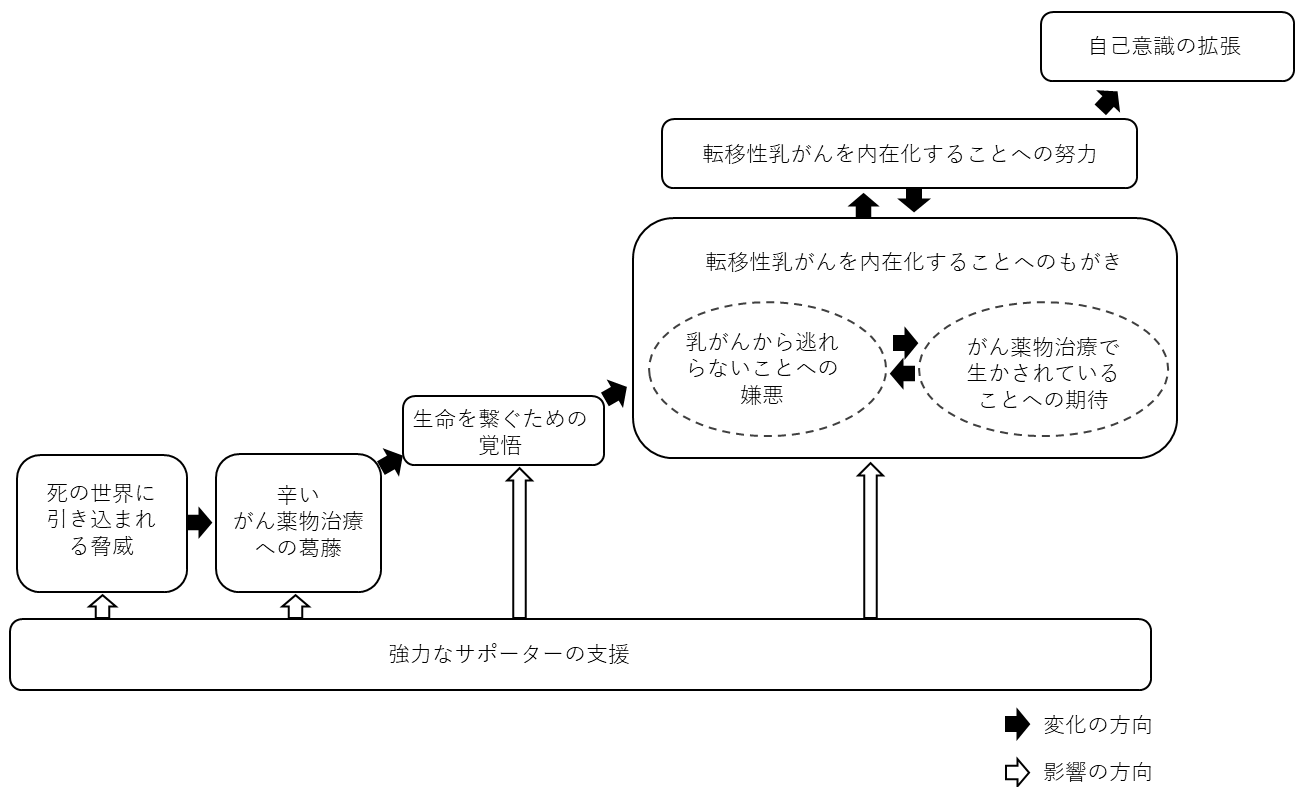 自己意識の拡張
転移性乳がんを内在化することへの努力
転移性乳がんを内在化することへのもがき
乳がんから逃れ
らないことへの
嫌悪
がん薬物治療で
生かされている
ことへの期待
生命を繋ぐための
覚悟
死の世界に
引き込まれ
る脅威
辛い
がん薬物治療
への葛藤
強力なサポーターの支援
変化の方向
影響の方向